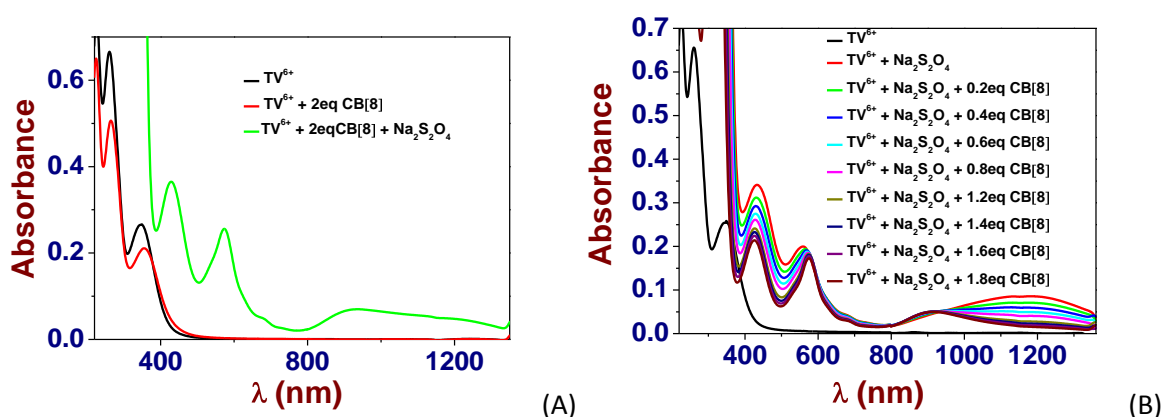 0.6
0.4
0.2
0.0
Absorbance
400
800
1200
λ (nm)
TV⁶⁺
TV⁶⁺ + 2eq CB[8]
TV⁶⁺ + 2eqCB[8] + Na₂S₂O₄
(A)
0.7
0.6
0.5
0.4
0.3
0.2
0.1
0.0
Absorbance
400
600
800
1000
1200
λ (nm)
TV⁶⁺
TV⁶⁺ + Na₂S₂O₄
TV⁶⁺ + Na₂S₂O₄ + 0.2eq CB[8]
TV⁶⁺ + Na₂S₂O₄ + 0.4eq CB[8]
TV⁶⁺ + Na₂S₂O₄ + 0.6eq CB[8]
TV⁶⁺ + Na₂S₂O₄ + 0.8eq CB[8]
TV⁶⁺ + Na₂S₂O₄ + 1.2eq CB[8]
TV⁶⁺ + Na₂S₂O₄ + 1.4eq CB[8]
TV⁶⁺ + Na₂S₂O₄ + 1.6eq CB[8]
TV⁶⁺ + Na₂S₂O₄ + 1.8eq CB[8]
(B)